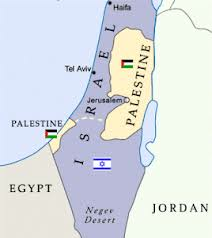 Haifa
ISRAEL
Tel Aviv
PALESTINE
Jerusalem
PALESTINE
EGYPT
JORDAN
Negev
Desert